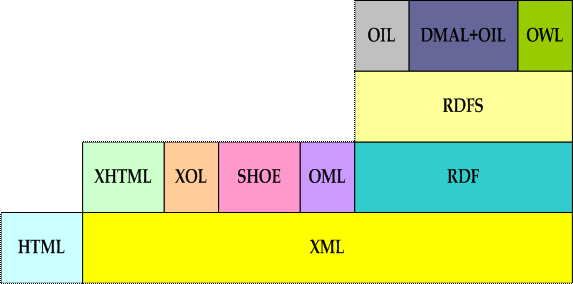 OIL DMAL+OIL OWL
RDFS
XHTML XOL SHOE OML RDF
HTML XML